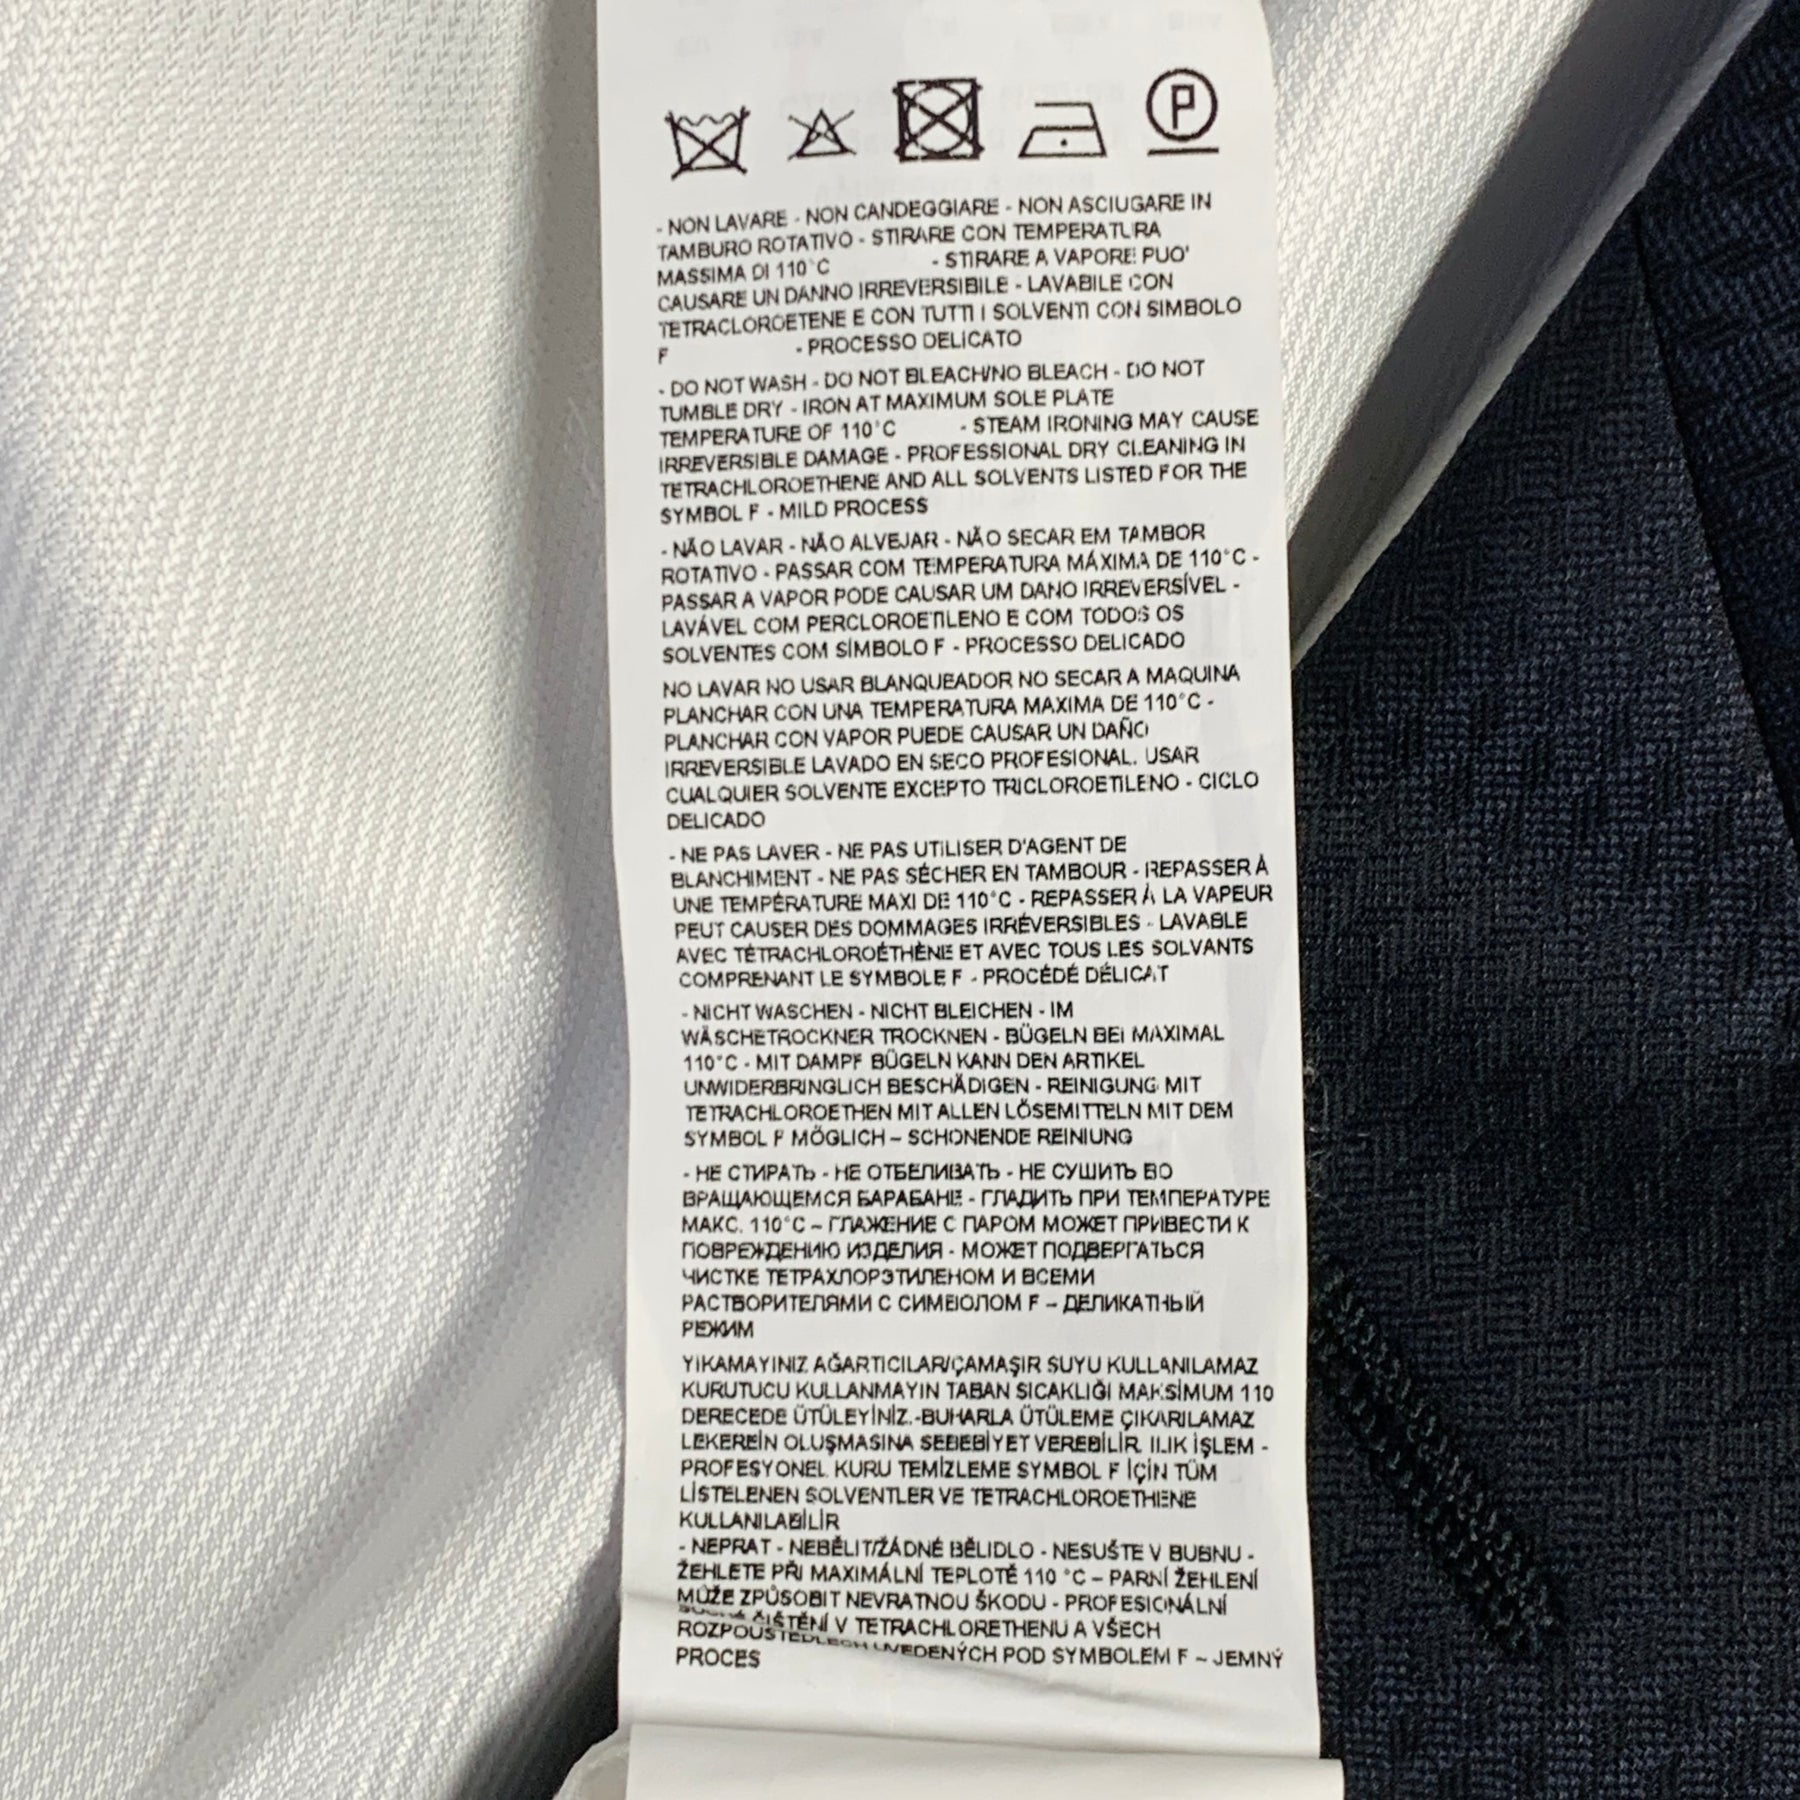 P
- NON LAVARE - NON CANDEGGIARE - NON ASCIUGARE IN
TAMBURO ROTATIVO - STIRARE CON TEMPERATURA
MASSIMA DI 110°C - STIRARE A VAPORE PUO'
CAUSARE UN DANNO IRREVERSIBILE - LAVABILE CON
TETRACLOROETENE E CON TUTTI I SOLVENTI CON SIMBOLO
F - PROCESSO DELICATO
- DO NOT WASH - DO NOT BLEACH/NO BLEACH - DO NOT
TUMBLE DRY - IRON AT MAXIMUM SOLE PLATE
TEMPERATURE OF 110°C - STEAM IRONING MAY CAUSE
IRREVERSIBLE DAMAGE - PROFESSIONAL DRY CLEANING IN
TETRACHLOROETHENE AND ALL SOLVENTS LISTED FOR THE
SYMBOL F - MILD PROCESS
- NÃO LAVAR - NÃO ALVEJAR - NÃO SECAR EM TAMBOR
ROTATIVO - PASSAR COM TEMPERATURA MÁXIMA DE 110°C -
PASSAR A VAPOR PODE CAUSAR UM DANO IRREVERSÍVEL -
LAVÁVEL COM PERCLOROETILENO E COM TODOS OS
SOLVENTES COM SÍMBOLO F - PROCESSO DELICADO
NO LAVAR NO USAR BLANQUEADOR NO SECAR A MAQUINA
PLANCHAR CON UNA TEMPERATURA MAXIMA DE 110°C -
PLANCHAR CON VAPOR PUEDE CAUSAR UN DAÑO
IRREVERSIBLE LAVADO EN SECO PROFESIONAL. USAR
CUALQUIER SOLVENTE EXCEPTO TRICLOROETILENO - CICLO
DELICADO
- NE PAS LAVER - NE PAS UTILISER D'AGENT DE
BLANCHIMENT - NE PAS SÉCHER EN TAMBOUR - REPASSER À
UNE TEMPÉRATURE MAXI DE 110°C - REPASSER À LA VAPEUR
PEUT CAUSER DES DOMMAGES IRRÉVERSIBLES - LAVABLE
AVEC TÉTRACHLOROÉTHÈNE ET AVEC TOUS LES SOLVANTS
COMPRENANT LE SYMBOLE F - PROCÉDÉ DÉLICAT
- NICHT WASCHEN - NICHT BLEICHEN - IM
WÄSCHETROCKNER TROCKNEN - BÜGELN BEI MAXIMAL
110°C - MIT DAMPF BÜGELN KANN DEN ARTIKEL
UNWIDERBRINGLICH BESCHÄDIGEN - REINIGUNG MIT
TETRACHLOROETHEN MIT ALLEN LÖSEMITTELN MIT DEM
SYMBOL F MÖGLICH – SCHONENDE REINIUNG
- НЕ СТИРАТЬ - НЕ ОТБЕЛИВАТЬ - НЕ СУШИТЬ ВО
ВРАЩАЮЩЕМСЯ БАРАБАНЕ - ГЛАДИТЬ ПРИ ТЕМПЕРАТУРЕ
МАКС. 110°C – ГЛАЖЕНИЕ С ПАРОМ МОЖЕТ ПРИВЕСТИ К
ПОВРЕЖДЕНИЮ ИЗДЕЛИЯ - МОЖЕТ ПОДВЕРГАТЬСЯ
ЧИСТКЕ ТЕТРАХЛОРЭТИЛЕНОМ И ВСЕМИ
РАСТВОРИТЕЛЯМИ С СИМВОЛОМ F – ДЕЛИКАТНЫЙ
РЕЖИМ
YIKAMAYINIZ AĞARTICILAR/ÇAMAŞIR SUYU KULLANILAMAZ
KURUTUCU KULLANMAYIN TABAN SICAKLIĞI MAKSİMUM 110
DERECEDE ÜTÜLEYİNİZ.-BUHARLA ÜTÜLEME ÇIKARILAMAZ
LEKEREİN OLUŞMASINA SEBEBİYET VEREBİLİR. ILIK İŞLEM -
PROFESYONEL KURU TEMİZLEME SYMBOL F İÇİN TÜM
LİSTELENEN SOLVENTLER VE TETRACHLOROETHENE
KULLANILABİLİR
- NEPRAT - NEBĚLIT/ŽÁDNÉ BĚLIDLO - NESUŠTE V BUBNU -
ŽEHLETE PŘI MAXIMÁLNÍ TEPLOTĚ 110 °C – PARNÍ ŽEHLENÍ
MŮŽE ZPŮSOBIT NEVRATNOU ŠKODU - PROFESIONÁLNÍ
ČIŠTĚNÍ V TETRACHLORETHENU A VŠECH
ROZPOUŠTĚDLECH UVEDENÝCH POD SYMBOLEM F – JEMNÝ
PROCES